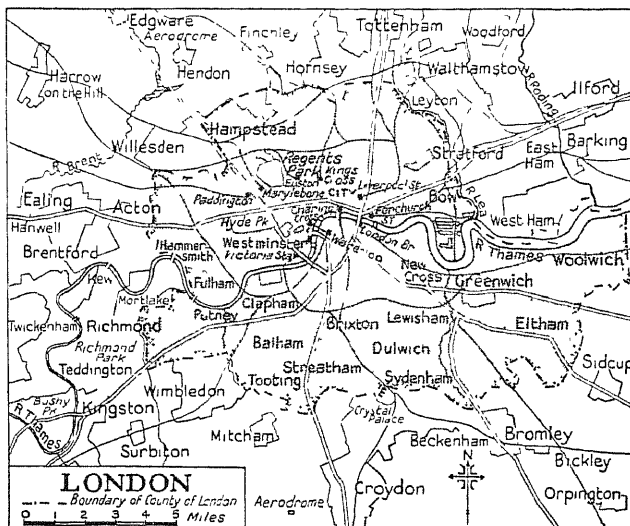 Edgware
Aerodrome
Finchley
Tottenham
Woodford
Harrow
on the Hill
Hendon
Hornsey
Walthamstow
R. Roding
Ilford
Leyton
Willesden
Hampstead
Stratford
East
Ham
Barking
R. Brent
Regents
Park
Kings
Cross
Euston
Marylebone
Liverpool St.
Paddington
CITY
Ealing
Acton
Hyde Pk
Charing
Cross
Fenchurch
St
Bow
R. Lea
West Ham
Hanwell
Brentford
Hammer-
smith
Westminster
Victoria Sta
Waterloo
London Br.
R.
Thames
Woolwich
Kew
Mortlake
Fulham
New
Cross
Greenwich
Putney
Clapham
Twickenham
Richmond
Brixton
Lewisham
Eltham
Richmond
Park
Balham
Dulwich
Teddington
Streatham
Sidcup
Bushy
Pk
Wimbledon
Tooting
Sydenham
Kingston
R Thames
Crystal
Palace
Mitcham
Bromley
Surbiton
Beckenham
Bickley
N
LONDON
Boundary of County of London
0 1 2 3 4 5
Miles
Aerodrome
Croydon
Orpington